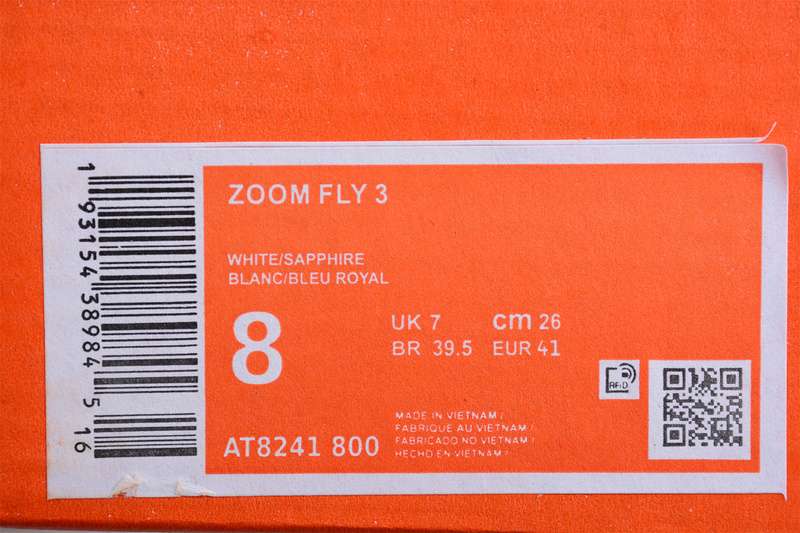 ZOOM FLY 3
WHITE/SAPPHIRE
BLANC/BLEU ROYAL
8
UK 7 cm 26
BR 39.5 EUR 41
AT8241 800
MADE IN VIETNAM /
FABRIQUE AU VIETNAM /
FABRICADO NO VIETNAM /
HECHO EN VIETNAM /
RFID
1 93154 38984 5 16